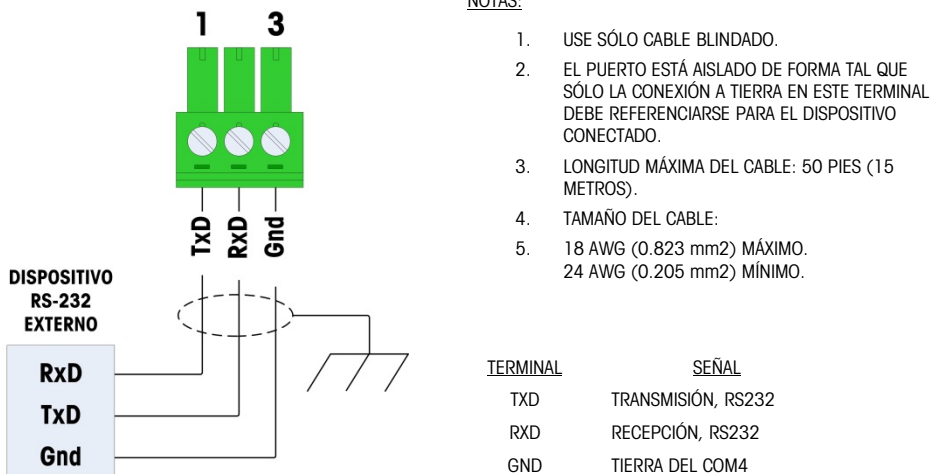 1 3
TxD RxD Gnd
DISPOSITIVO
RS-232
EXTERNO
RxD
TxD
Gnd
NOTAS:
1. USE SÓLO CABLE BLINDADO.
2. EL PUERTO ESTÁ AISLADO DE FORMA TAL QUE
SÓLO LA CONEXIÓN A TIERRA EN ESTE TERMINAL
DEBE REFERENCIARSE PARA EL DISPOSITIVO
CONECTADO.
3. LONGITUD MÁXIMA DEL CABLE: 50 PIES (15
METROS).
4. TAMAÑO DEL CABLE:
5. 18 AWG (0.823 mm2) MÁXIMO.
24 AWG (0.205 mm2) MÍNIMO.
TERMINAL SEÑAL
TXD TRANSMISIÓN, RS232
RXD RECEPCIÓN, RS232
GND TIERRA DEL COM4